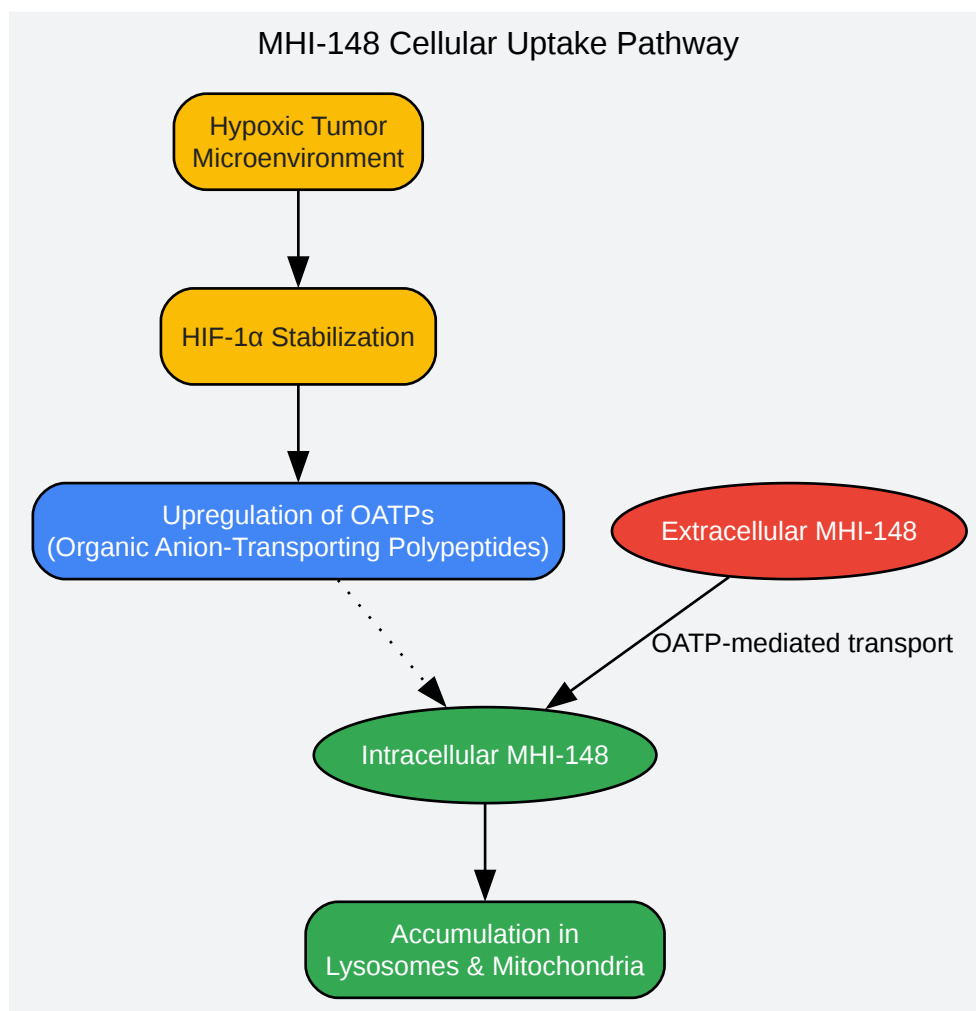 MHI-148 Cellular Uptake Pathway
Hypoxic Tumor
Microenvironment
HIF-1α Stabilization
Upregulation of OATPs
(Organic Anion-Transporting Polypeptides)
Extracellular MHI-148
OATP-mediated transport
Intracellular MHI-148
Accumulation in
Lysosomes & Mitochondria